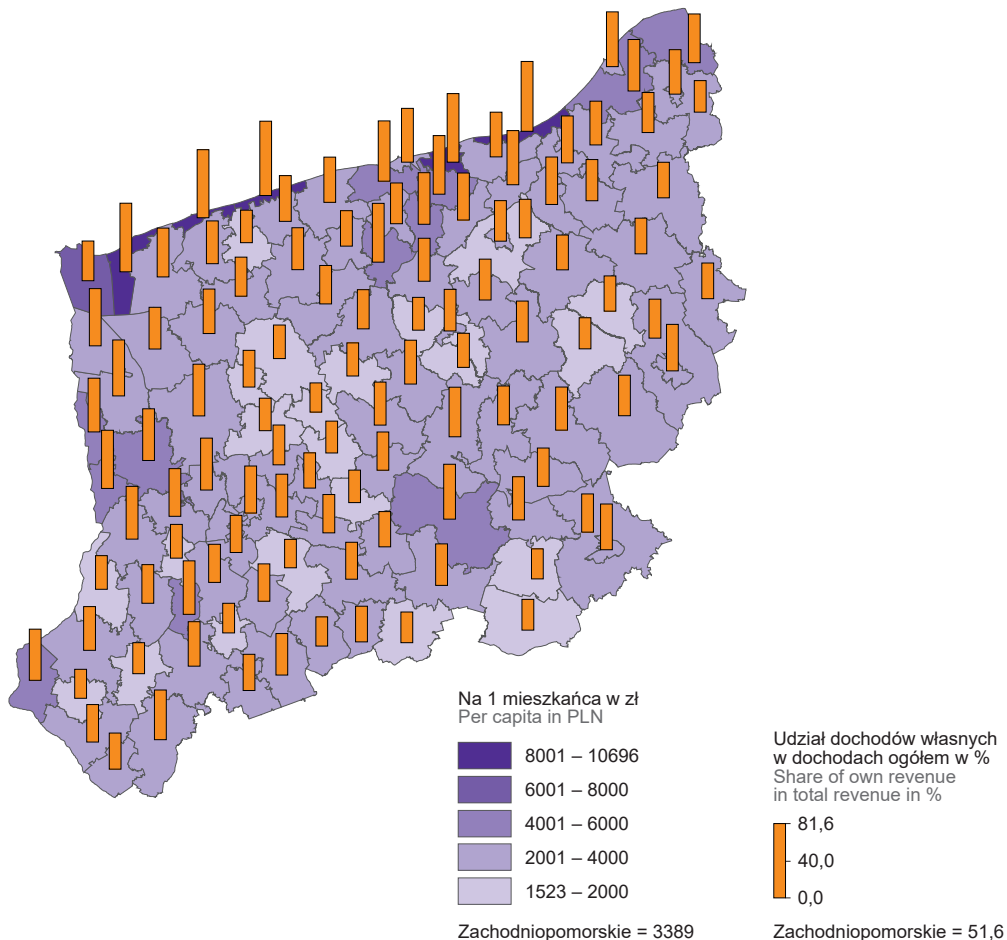 Na 1 mieszkańca w zł
Per capita in PLN
8001 – 10696
6001 – 8000
4001 – 6000
2001 – 4000
1523 – 2000
Zachodniopomorskie = 3389
Udział dochodów własnych
w dochodach ogółem w %
Share of own revenue
in total revenue in %
81,6
40,0
0,0
Zachodniopomorskie = 51,6